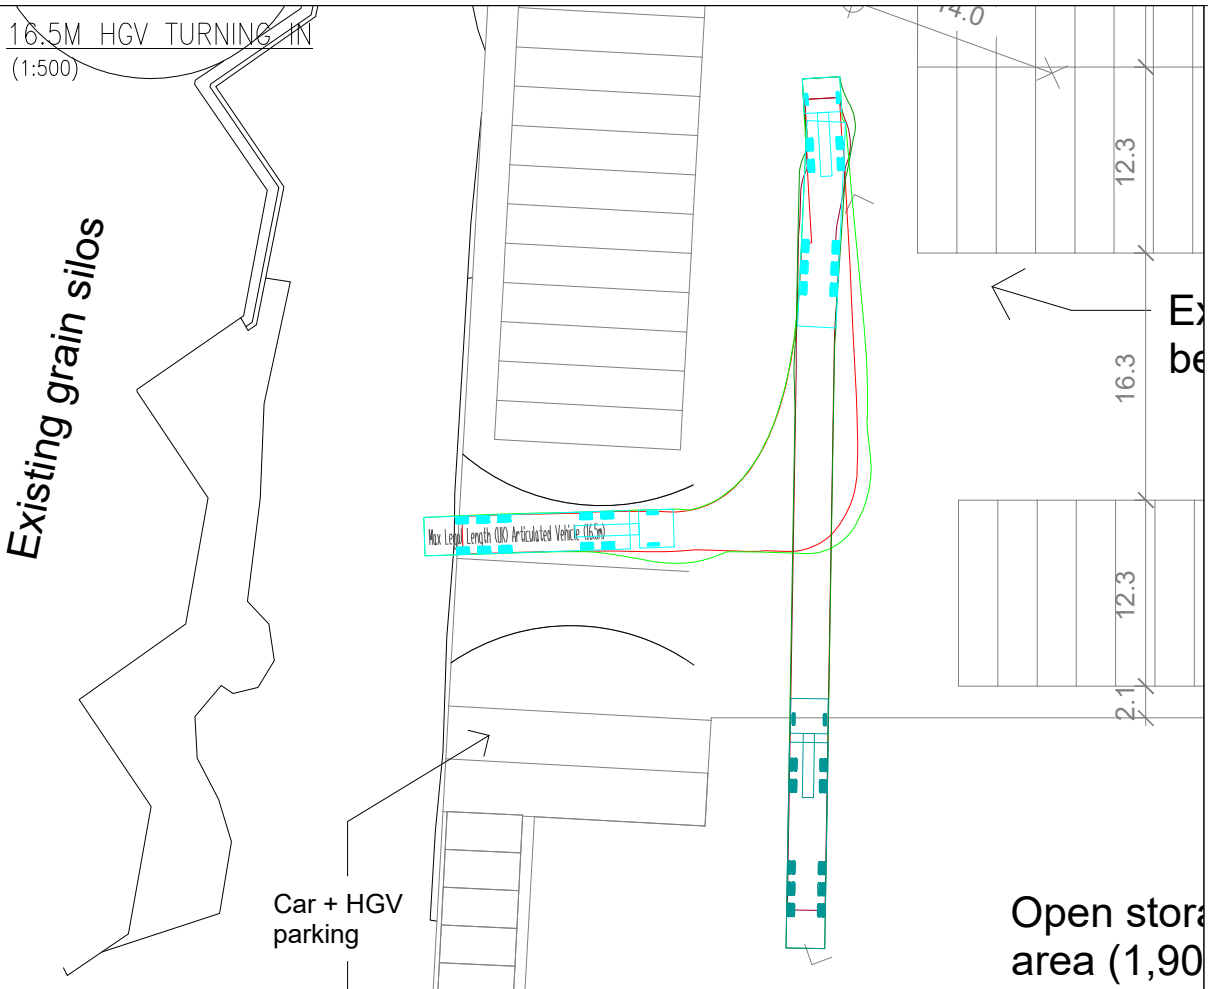 16.5M HGV TURNING IN
(1:500)
14.0
12.3
Existing grain silos
Ex
be
16.3
Max Legal Length (UK) Articulated Vehicle (16.5m)
12.3
2.1
Car + HGV
parking
Open stora
area (1,90